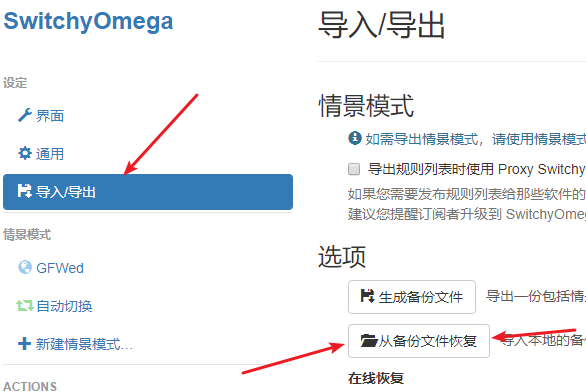 SwitchyOmega
设定
界面
通用
导入/导出
情景模式
GFWed
自动切换
新建情景模式...
ACTIONS
导入/导出
情景模式
如需导出情景模式，请使用情景模式
导出规则列表时使用 Proxy Switchy
如果您需要发布规则列表给那些软件的
建议您提醒订阅者升级到 SwitchyOmeg
选项
生成备份文件 导出一份包括情
从备份文件恢复 导入本地的备
在线恢复